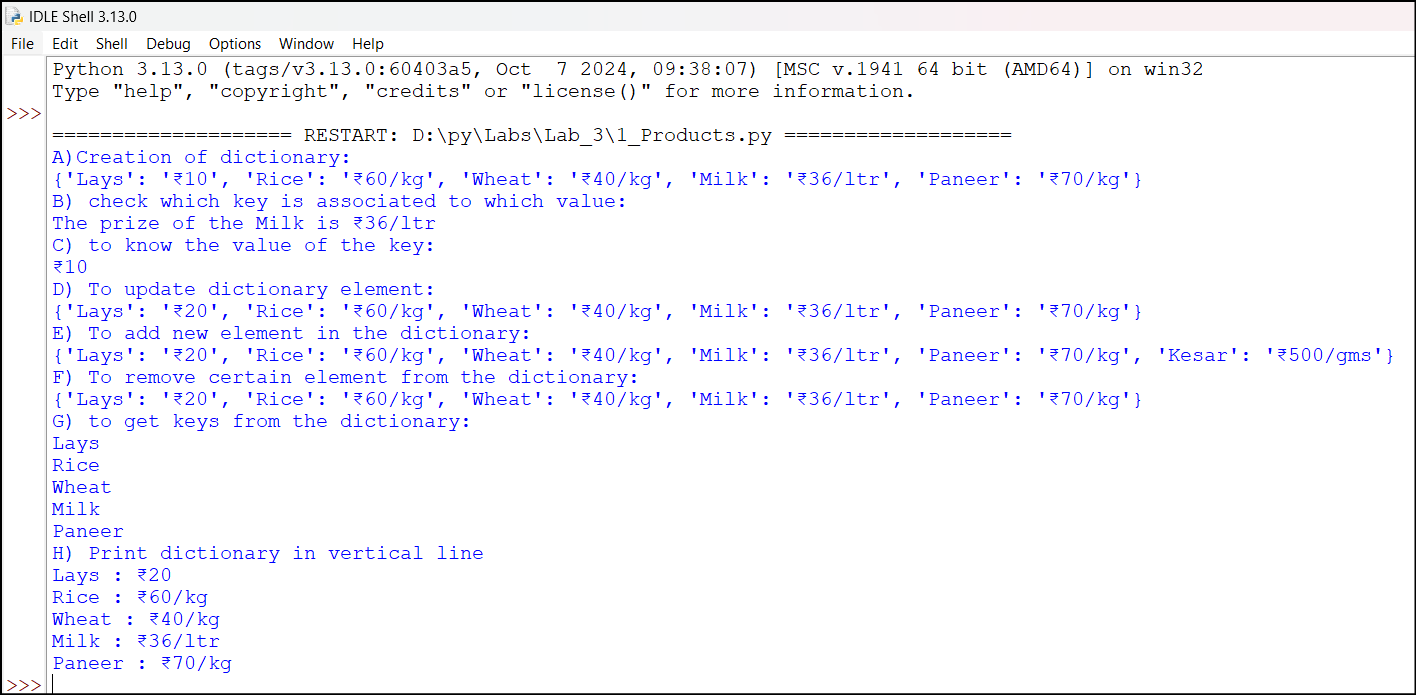 IDLE Shell 3.13.0
File Edit Shell Debug Options Window Help
Python 3.13.0 (tags/v3.13.0:60403a5, Oct  7 2024, 09:38:07) [MSC v.1941 64 bit (AMD64)] on win32
Type "help", "copyright", "credits" or "license()" for more information.
>>>
==================== RESTART: D:\py\Labs\Lab_3\1_Products.py ===================
A)Creation of dictionary:
{'Lays': '₹10', 'Rice': '₹60/kg', 'Wheat': '₹40/kg', 'Milk': '₹36/ltr', 'Paneer': '₹70/kg'}
B) check which key is associated to which value:
The prize of the Milk is ₹36/ltr
C) to know the value of the key:
₹10
D) To update dictionary element:
{'Lays': '₹20', 'Rice': '₹60/kg', 'Wheat': '₹40/kg', 'Milk': '₹36/ltr', 'Paneer': '₹70/kg'}
E) To add new element in the dictionary:
{'Lays': '₹20', 'Rice': '₹60/kg', 'Wheat': '₹40/kg', 'Milk': '₹36/ltr', 'Paneer': '₹70/kg', 'Kesar': '₹500/gms'}
F) To remove certain element from the dictionary:
{'Lays': '₹20', 'Rice': '₹60/kg', 'Wheat': '₹40/kg', 'Milk': '₹36/ltr', 'Paneer': '₹70/kg'}
G) to get keys from the dictionary:
Lays
Rice
Wheat
Milk
Paneer
H) Print dictionary in vertical line
Lays : ₹20
Rice : ₹60/kg
Wheat : ₹40/kg
Milk : ₹36/ltr
Paneer : ₹70/kg
>>>